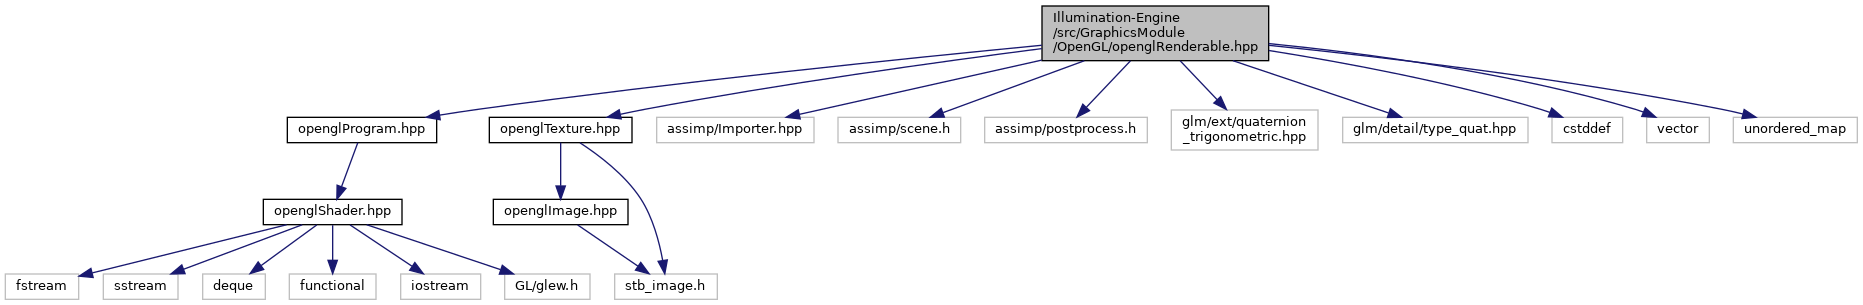 Illumination-Engine
/src/GraphicsModule
/OpenGL/openglRenderable.hpp
openglProgram.hpp
openglTexture.hpp
assimp/Importer.hpp
assimp/scene.h
assimp/postprocess.h
glm/ext/quaternion
_trigonometric.hpp
glm/detail/type_quat.hpp
cstddef
vector
unordered_map
openglShader.hpp
openglImage.hpp
fstream
sstream
deque
functional
iostream
GL/glew.h
stb_image.h